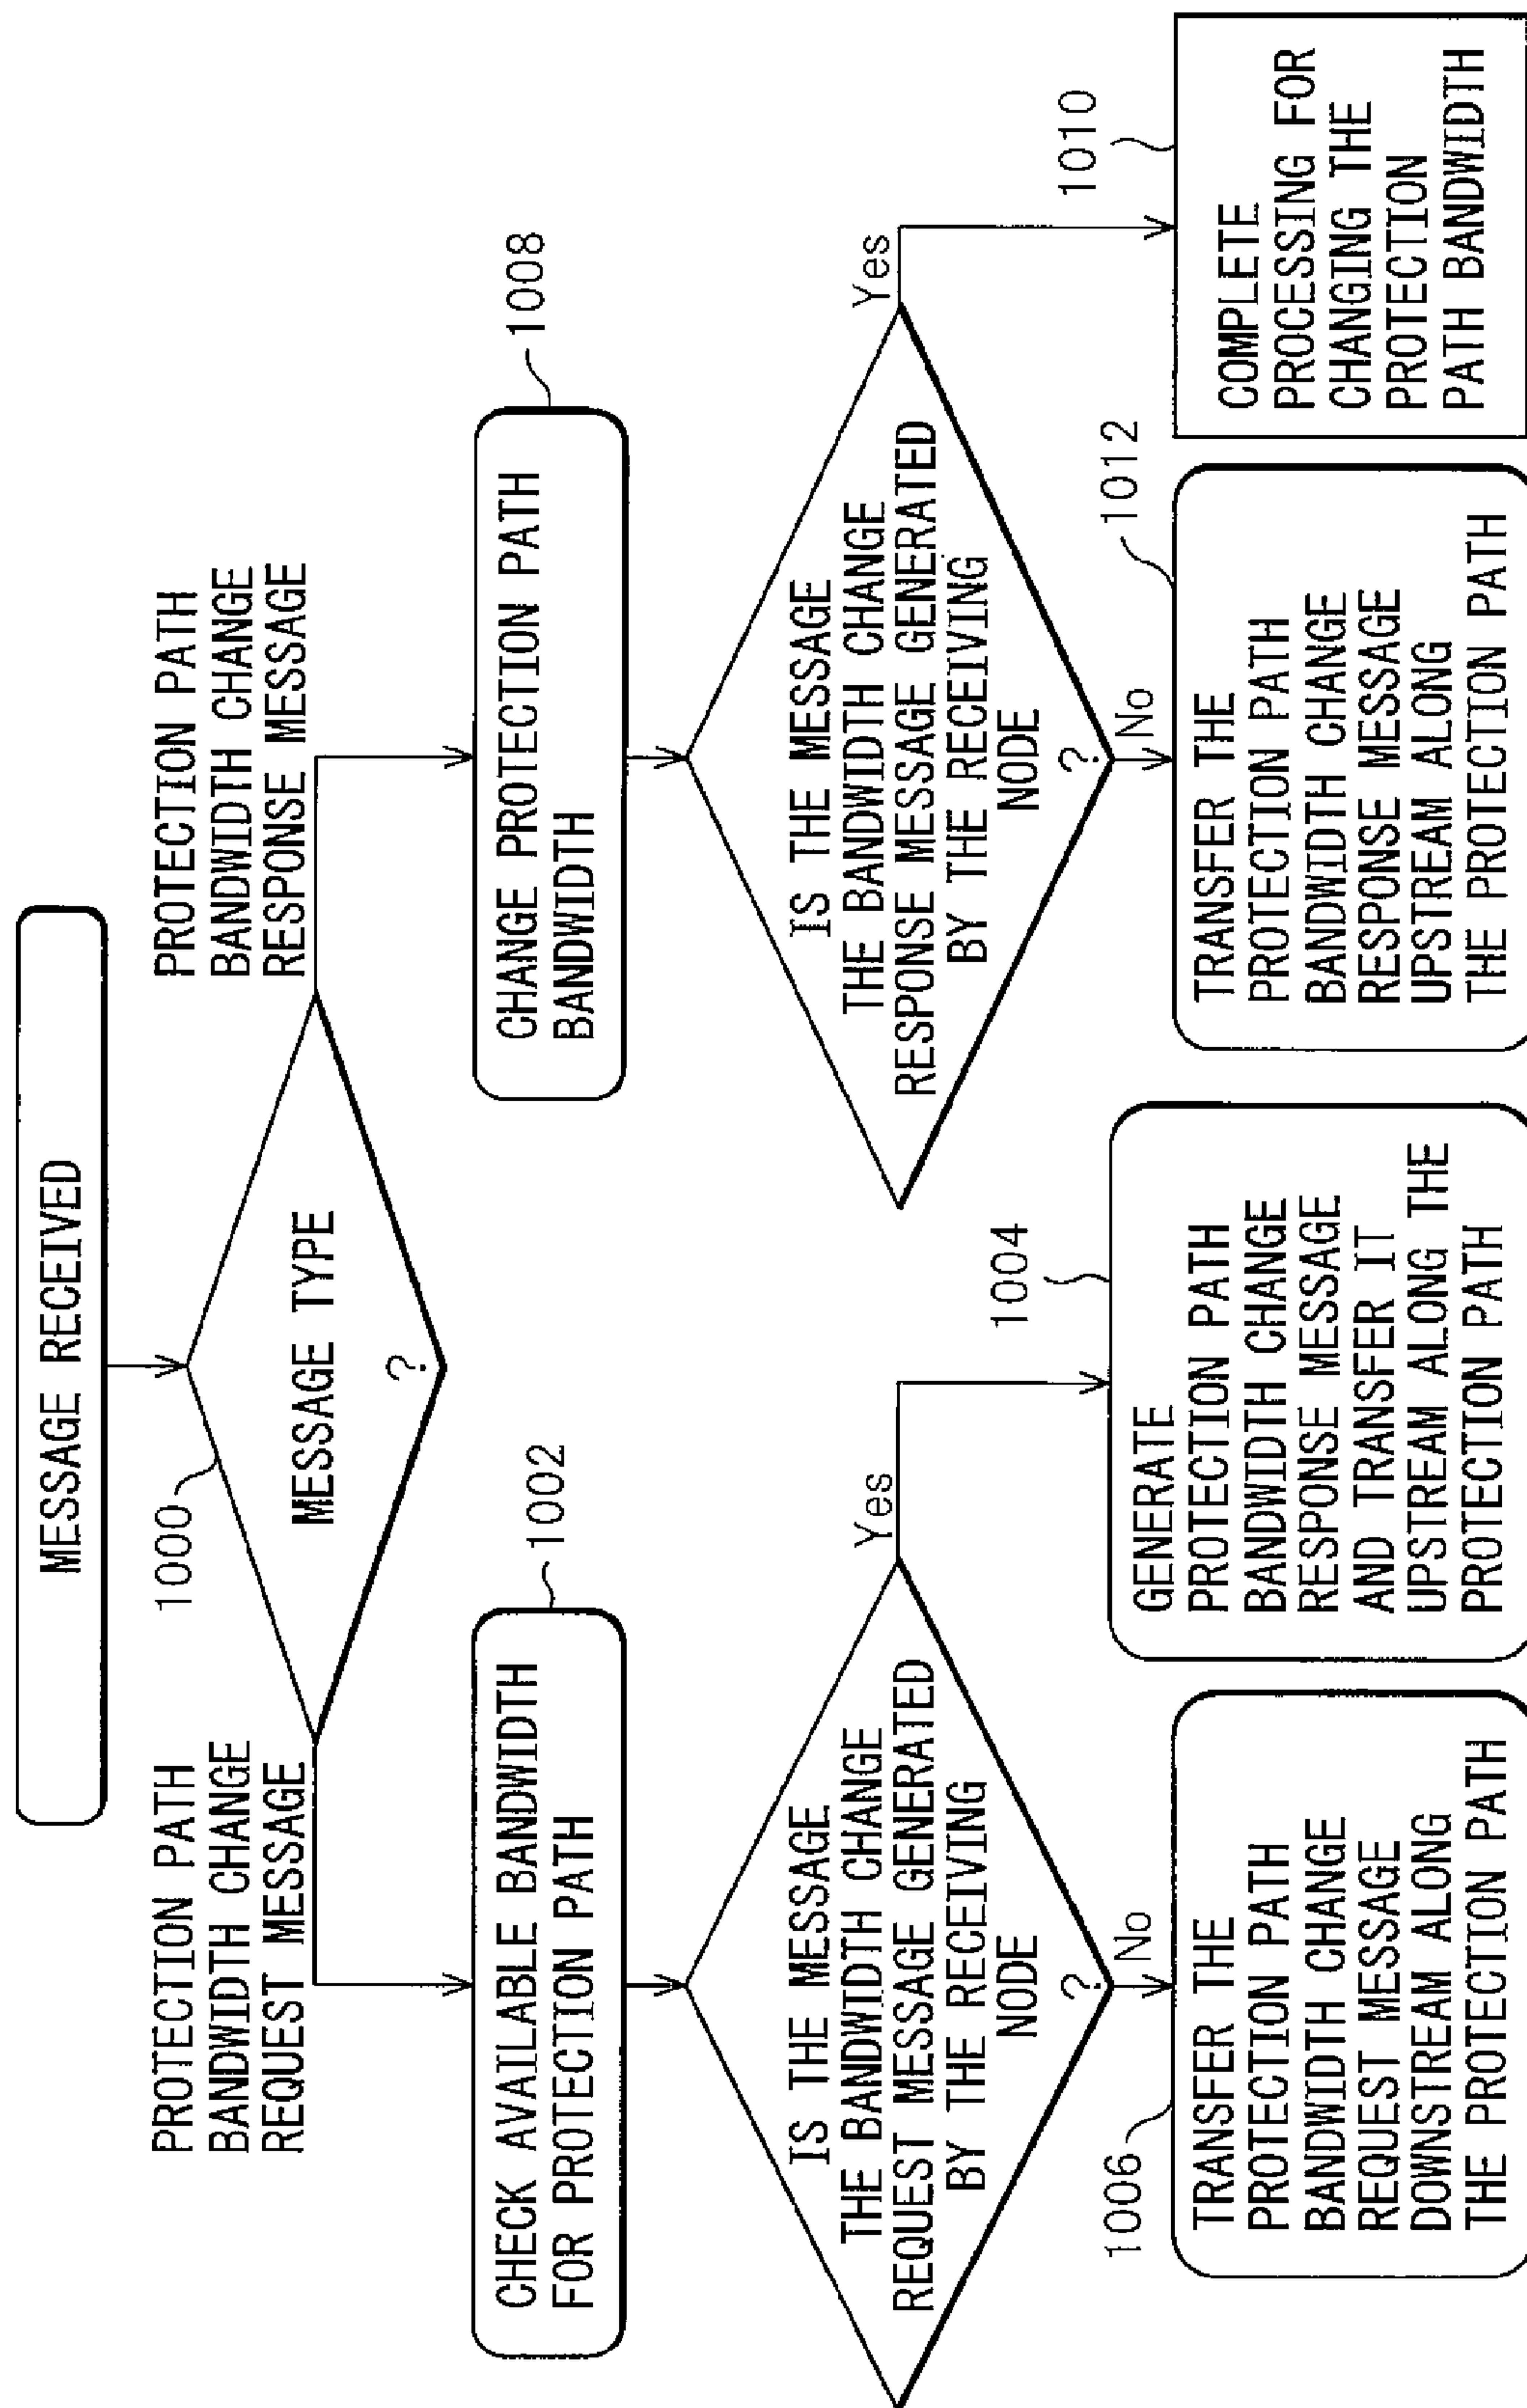 MESSAGE RECEIVED
1000
MESSAGE TYPE
?
PROTECTION PATH
BANDWIDTH CHANGE
REQUEST MESSAGE
PROTECTION PATH
BANDWIDTH CHANGE
RESPONSE MESSAGE
1002
CHECK AVAILABLE BANDWIDTH
FOR PROTECTION PATH
1008
CHANGE PROTECTION PATH
BANDWIDTH
IS THE MESSAGE
THE BANDWIDTH CHANGE
REQUEST MESSAGE GENERATED
BY THE RECEIVING
NODE
?
Yes
No
IS THE MESSAGE
THE BANDWIDTH CHANGE
RESPONSE MESSAGE GENERATED
BY THE RECEIVING
NODE
?
Yes
No
1006
TRANSFER THE
PROTECTION PATH
BANDWIDTH CHANGE
REQUEST MESSAGE
DOWNSTREAM ALONG
THE PROTECTION PATH
1004
GENERATE
PROTECTION PATH
BANDWIDTH CHANGE
RESPONSE MESSAGE
AND TRANSFER IT
UPSTREAM ALONG THE
PROTECTION PATH
1012
TRANSFER THE
PROTECTION PATH
BANDWIDTH CHANGE
RESPONSE MESSAGE
UPSTREAM ALONG
THE PROTECTION PATH
1010
COMPLETE
PROCESSING FOR
CHANGING THE
PROTECTION
PATH BANDWIDTH